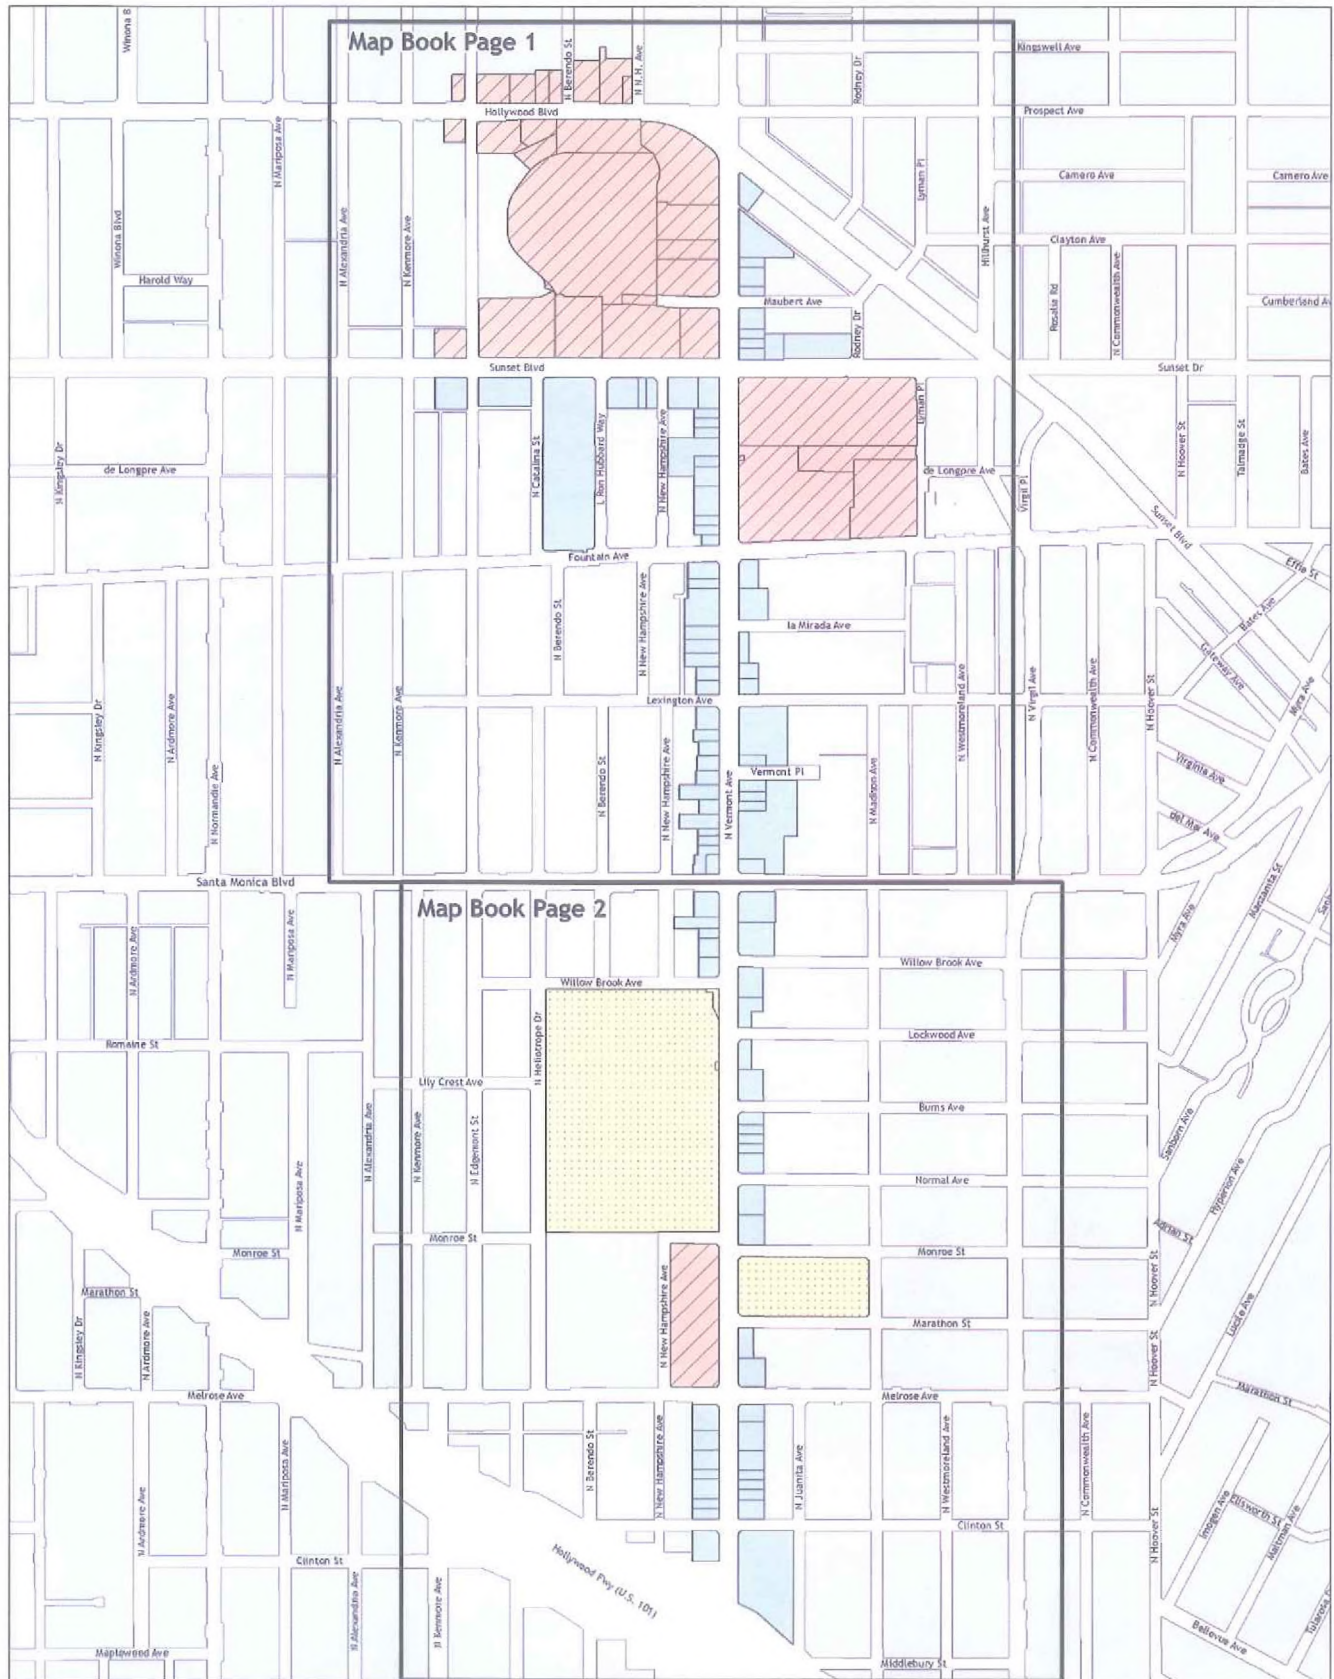 Winona B
Map Book Page 1
N Berendo St
N N.H. Ave
Rodney Dr
Kingswell Ave
Hollywood Blvd
Prospect Ave
N Mariposa Ave
Lyman Pl
Camero Ave
Camero Ave
Winona Blvd
N Alexandria Ave
N Kenmore Ave
Hillhurst Ave
Clayton Ave
Harold Way
Maubert Ave
Rodney Dr
Rosalia Rd
N Commonwealth Ave
Cumberland Av
Sunset Blvd
Sunset Dr
Lyman Pl
N Kingsley Dr
de Longpre Ave
N Catalina St
L Ron Hubbard Way
N New Hampshire Ave
de Longpre Ave
Virgil Pl
N Hoover St
Talmadge St
Bates Ave
Sunset Blvd
Fountain Ave
Effie St
N Berendo St
N New Hampshire Ave
la Mirada Ave
Bates Ave
Gateway Ave
N Kingsley Dr
N Ardmore Ave
N Alexandria Ave
N Kenmore Ave
Lexington Ave
N Westmoreland Ave
N Virgil Ave
N Commonwealth Ave
N Hoover St
Myra Ave
N Normandie Ave
N Berendo St
N New Hampshire Ave
N Vermont Ave
Vermont Pl
N Madison Ave
Virginia Ave
del Mar Ave
Santa Monica Blvd
Manzanita St
Map Book Page 2
N Ardmore Ave
N Mariposa Ave
Myra Ave
Willow Brook Ave
Willow Brook Ave
Romaine St
N Heliotrope Dr
Lockwood Ave
Lily Crest Ave
Burns Ave
N Alexandria Ave
N Kenmore Ave
N Edgemont St
Sanborn Ave
Hyperion Ave
N Mariposa Ave
Normal Ave
Monroe St
Monroe St
Monroe St
Adrian St
Marathon St
N New Hampshire Ave
N Hoover St
Lucile Ave
N Kingsley Dr
N Ardmore Ave
Marathon St
N Hoover St
Melrose Ave
Melrose Ave
Marathon St
N Ardmore Ave
N Mariposa Ave
N Berendo St
N New Hampshire Ave
N Juanita Ave
N Westmoreland Ave
N Commonwealth Ave
Imogen Ave
Ellsworth St
Maltman Ave
Clinton St
N Hoover St
Clinton St
Hollywood Fwy (U.S. 101)
N Alexandria Ave
N Kenmore Ave
Maplewood Ave
Middlebury St
Bellevue Ave